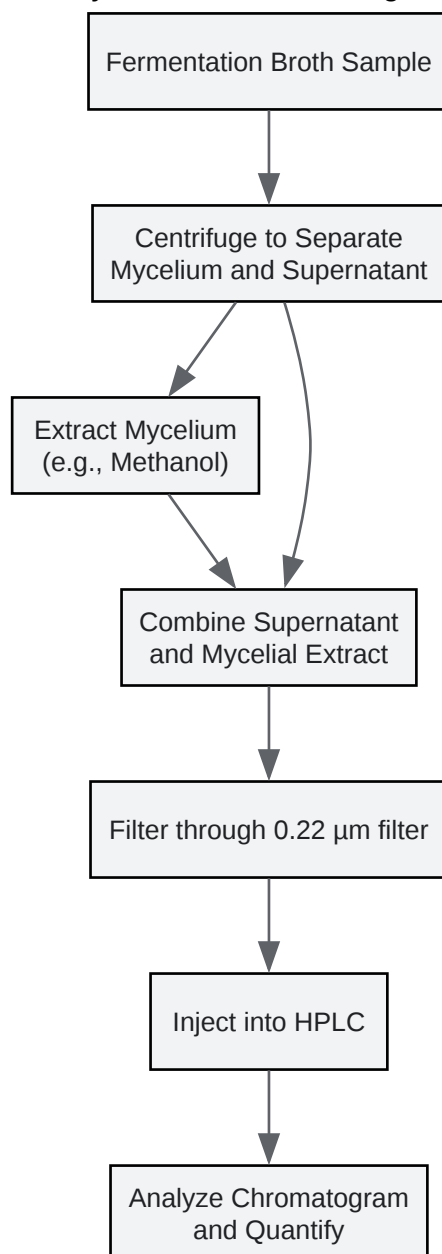 Fermentation Broth Sample
Centrifuge to Separate
Mycelium and Supernatant
Extract Mycelium
(e.g., Methanol)
Combine Supernatant
and Mycelial Extract
Filter through 0.22 µm filter
Inject into HPLC
Analyze Chromatogram
and Quantify